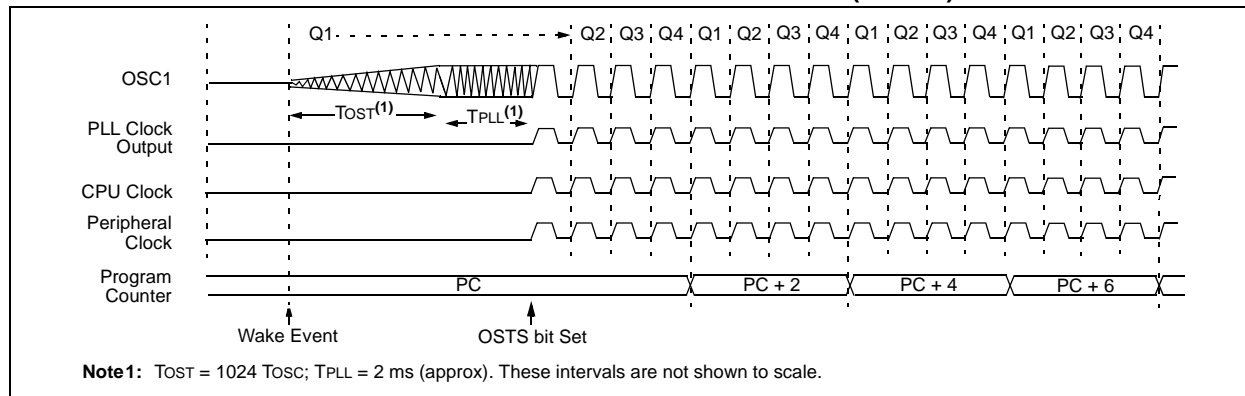 Q1 Q2 Q3 Q4 Q1 Q2 Q3 Q4 Q1 Q2 Q3 Q4 Q1 Q2 Q3 Q4
OSC1
TOST(1) TPLL(1)
PLL Clock
Output
CPU Clock
Peripheral
Clock
Program
Counter
PC PC + 2 PC + 4 PC + 6
Wake Event OSTS bit Set
Note1: TOST = 1024 TOSC; TPLL = 2 ms (approx). These intervals are not shown to scale.